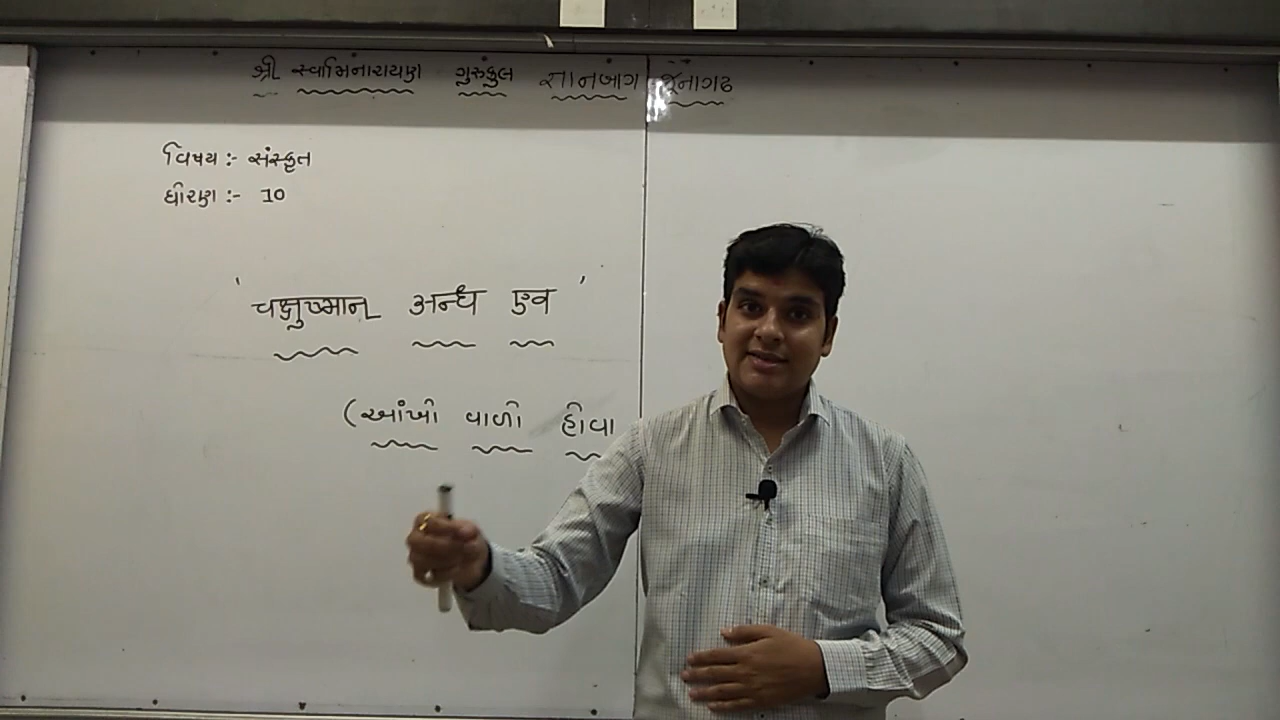 શ્રી સ્વામિનારાયણ ગુરુકુલ જ્ઞાનબાગ જૂનાગઢ
વિષય :- સંસ્કૃત
ધોરણ :- 10
' चक्षुष्मान् अन्ध एव '
(આંખો વાળો હોવા